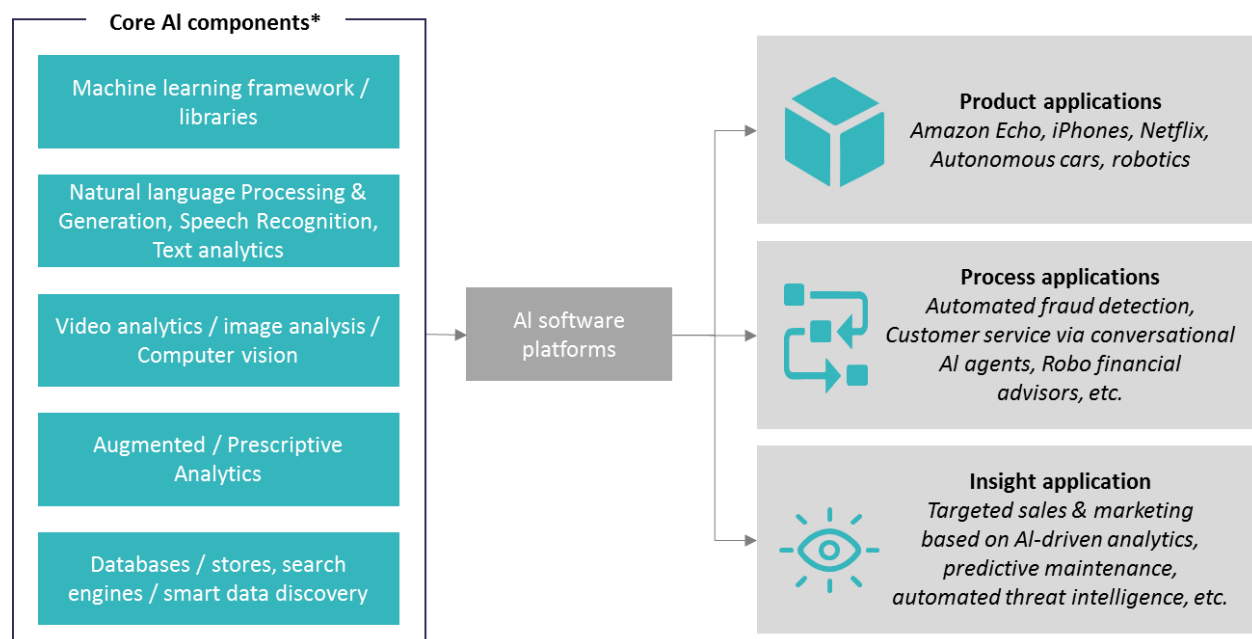 Core AI components*
Machine learning framework /
libraries
Natural language Processing &
Generation, Speech Recognition,
Text analytics
Video analytics / image analysis /
Computer vision
Augmented / Prescriptive
Analytics
Databases / stores, search
engines / smart data discovery
AI software
platforms
Product applications
Amazon Echo, iPhones, Netflix,
Autonomous cars, robotics
Process applications
Automated fraud detection,
Customer service via conversational
AI agents, Robo financial
advisors, etc.
Insight application
Targeted sales & marketing
based on AI-driven analytics,
predictive maintenance,
automated threat intelligence, etc.